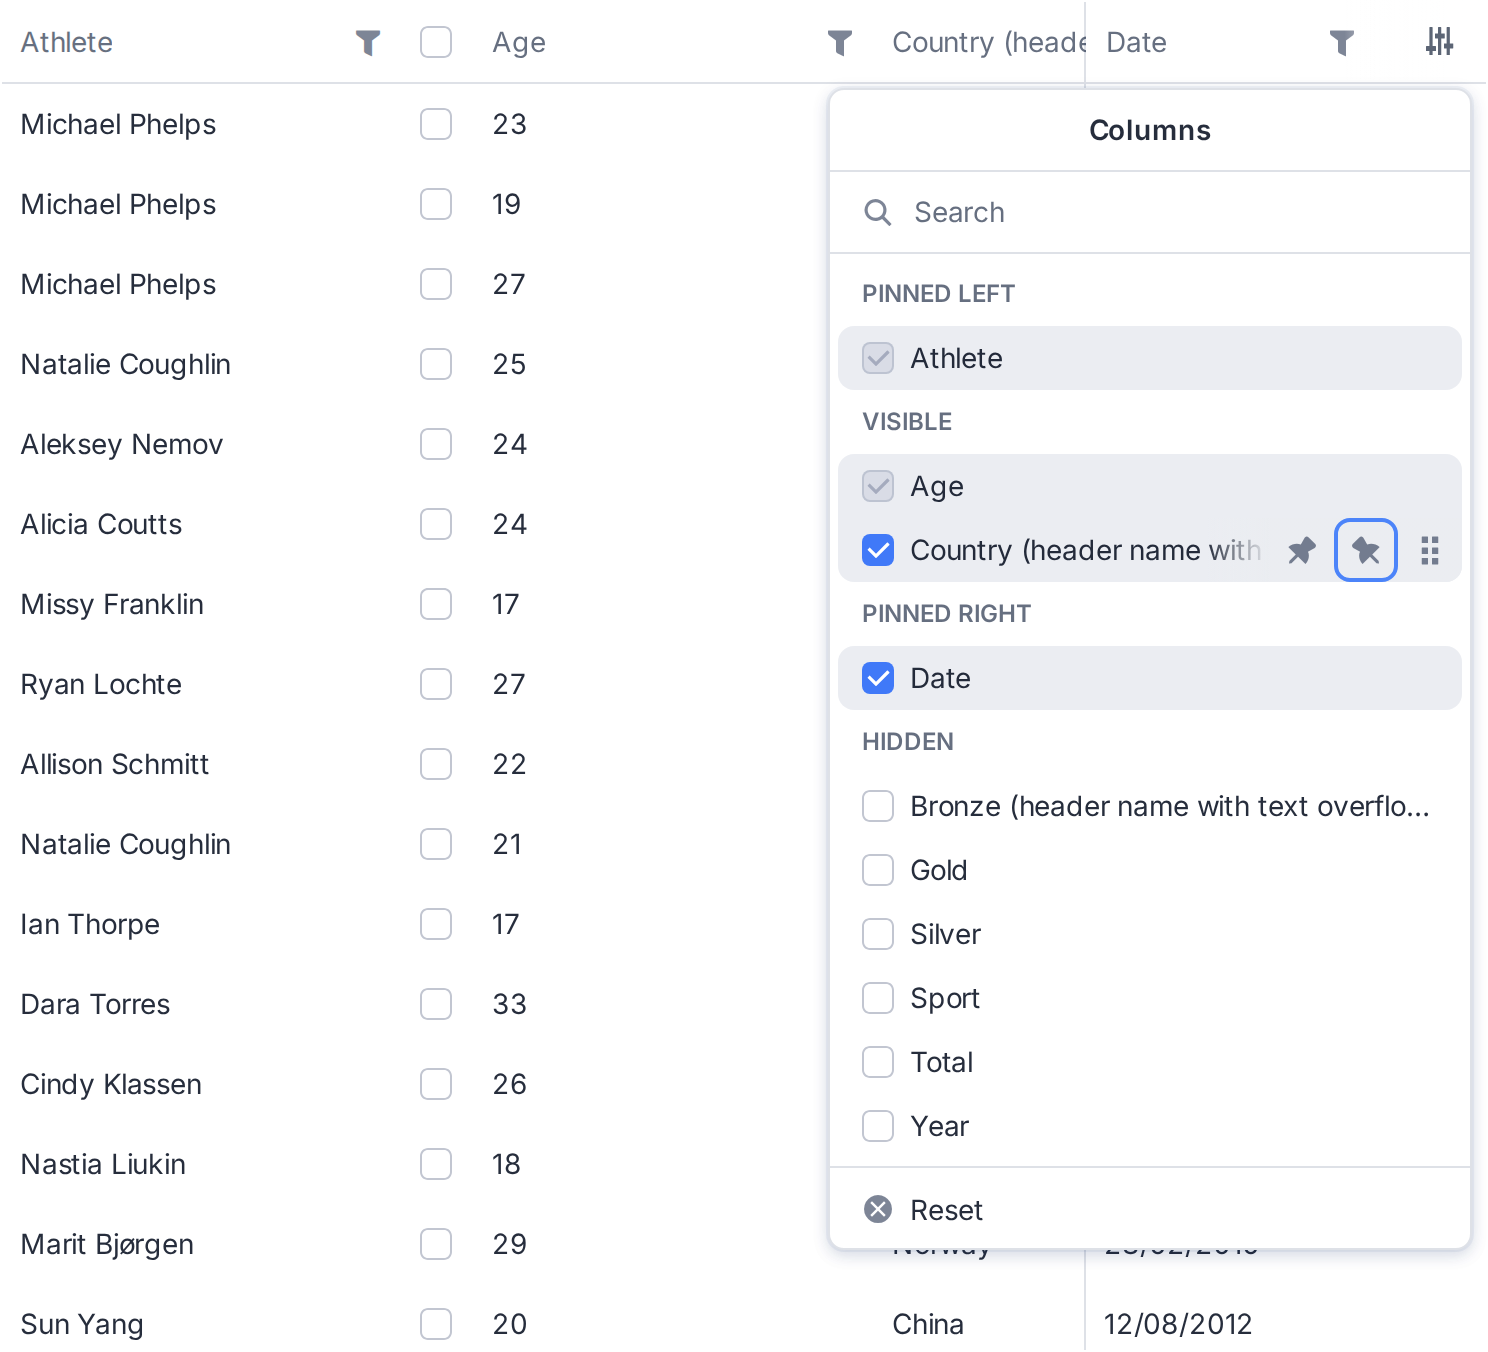 Athlete Age Country (heade Date
Michael Phelps 23
Columns
Michael Phelps 19
Search
Michael Phelps 27
PINNED LEFT
Natalie Coughlin 25
Athlete
VISIBLE
Aleksey Nemov 24
Age
Alicia Coutts 24
Country (header name with
Missy Franklin 17
PINNED RIGHT
Ryan Lochte 27
Date
HIDDEN
Allison Schmitt 22
Bronze (header name with text overflo...
Natalie Coughlin 21
Gold
Ian Thorpe 17
Silver
Dara Torres 33
Sport
Cindy Klassen 26
Total
Nastia Liukin 18
Year
Reset
Marit Bjørgen 29 Norway
Sun Yang 20 China 12/08/2012